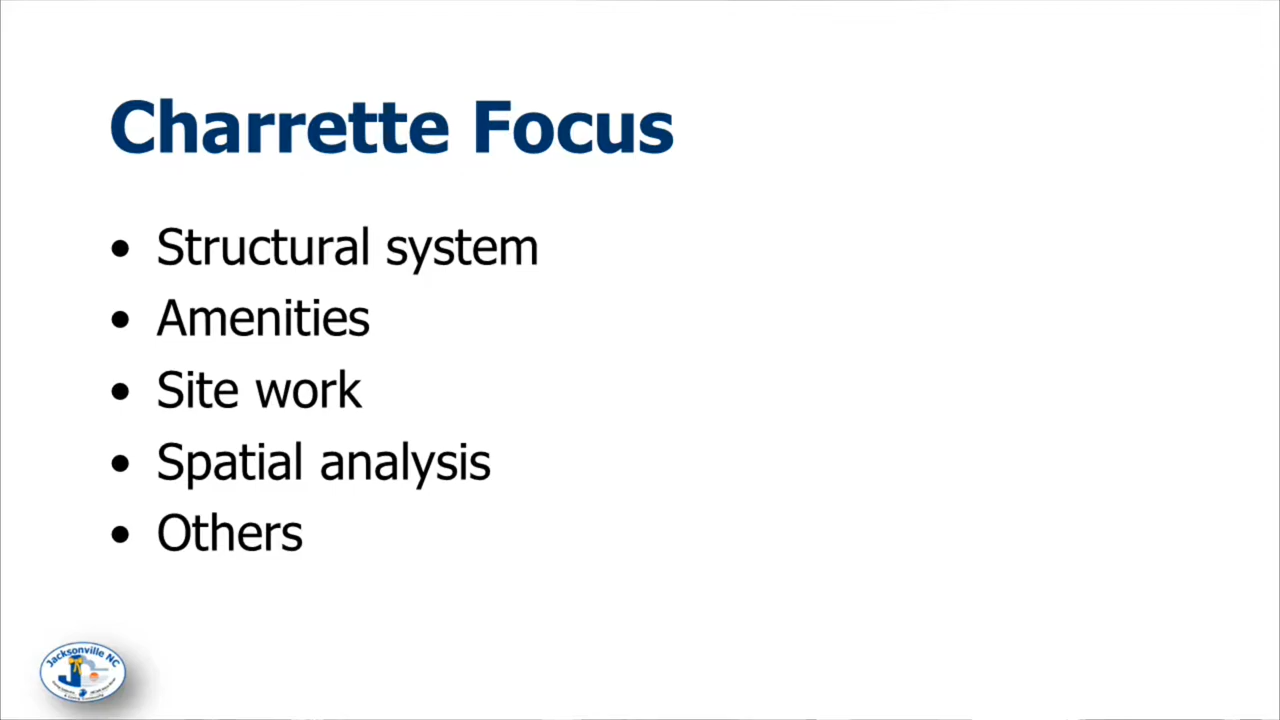 Charrette Focus
• Structural system
• Amenities
• Site work
• Spatial analysis
• Others
Jacksonville NC